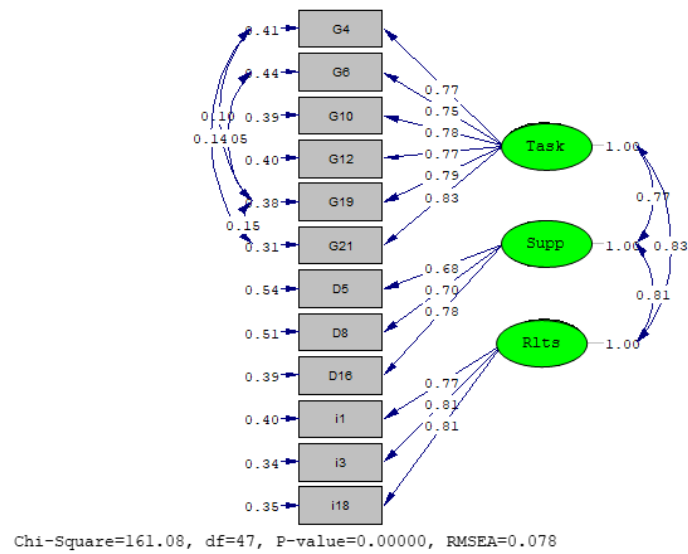 0.41 G4
0.44 G6
0.77
0.75
0.10 0.39 G10 0.78
0.14 05 Task 1.00
0.40 G12 0.77
0.79
0.38 G19 0.83 0.77
0.15
0.31 G21 Supp 1.00 0.83
0.68
0.54 D5 0.70
0.78 0.81
0.51 D8 Rlts 1.00
0.39 D16
0.77
0.40 i1 0.81
0.81
0.34 i3
0.35 i18
Chi-Square=161.08, df=47, P-value=0.00000, RMSEA=0.078